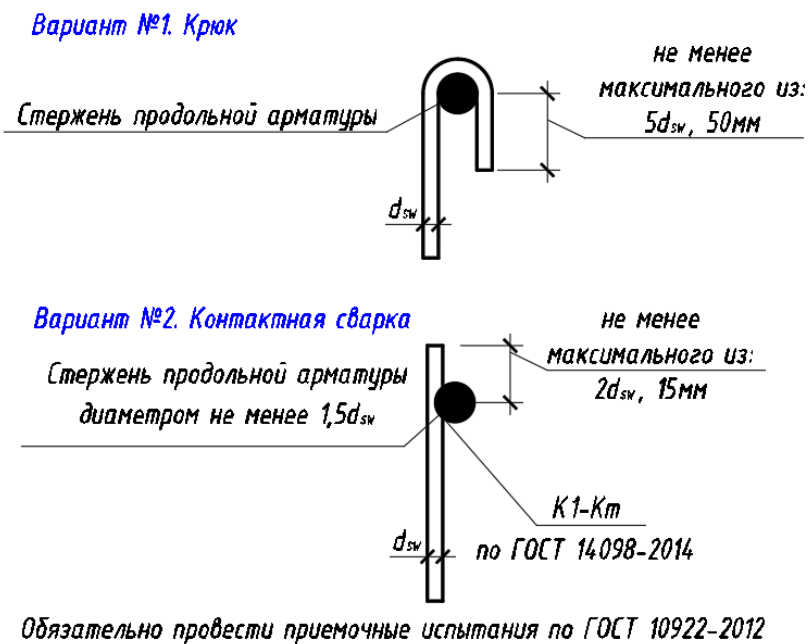 Вариант №1. Крюк
не менее
максимального из:
5dsw, 50мм
Стержень продольной арматуры
dsw
Вариант №2. Контактная сварка
не менее
максимального из:
2dsw, 15мм
Стержень продольной арматуры
диаметром не менее 1,5dsw
К1-Кт
по ГОСТ 14098-2014
dsw
Обязательно провести приемочные испытания по ГОСТ 10922-2012